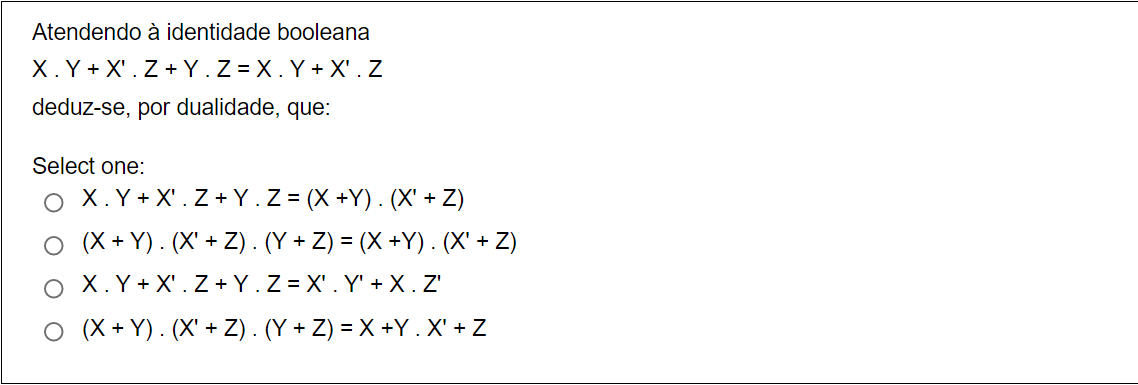 Atendendo à identidade booleana
X . Y + X' . Z + Y . Z = X . Y + X' . Z
deduz-se, por dualidade, que:
Select one:
X . Y + X' . Z + Y . Z = (X +Y) . (X' + Z)
(X + Y) . (X' + Z) . (Y + Z) = (X +Y) . (X' + Z)
X . Y + X' . Z + Y . Z = X' . Y' + X . Z'
(X + Y) . (X' + Z) . (Y + Z) = X +Y . X' + Z